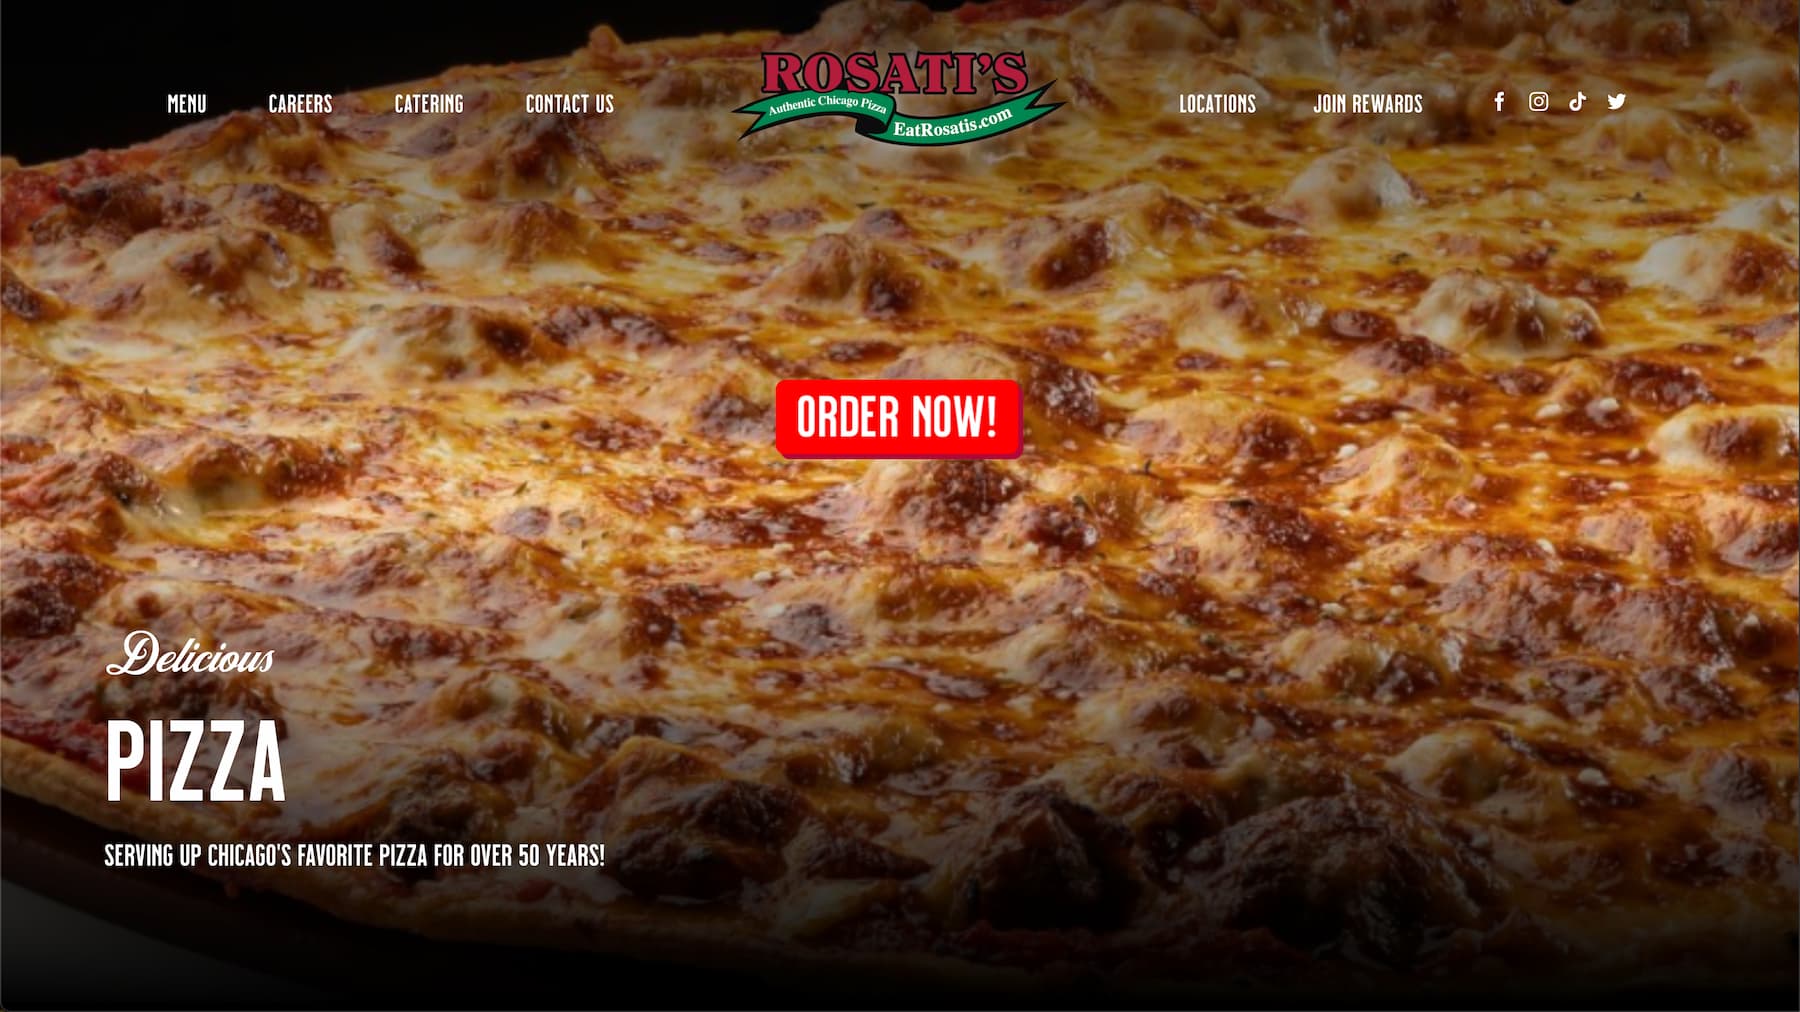 MENU
CAREERS
CATERING
CONTACT US
ROSATI'S
Authentic Chicago Pizza
EatRosatis.com
LOCATIONS
JOIN REWARDS
ORDER NOW!
Delicious
PIZZA
SERVING UP CHICAGO'S FAVORITE PIZZA FOR OVER 50 YEARS!